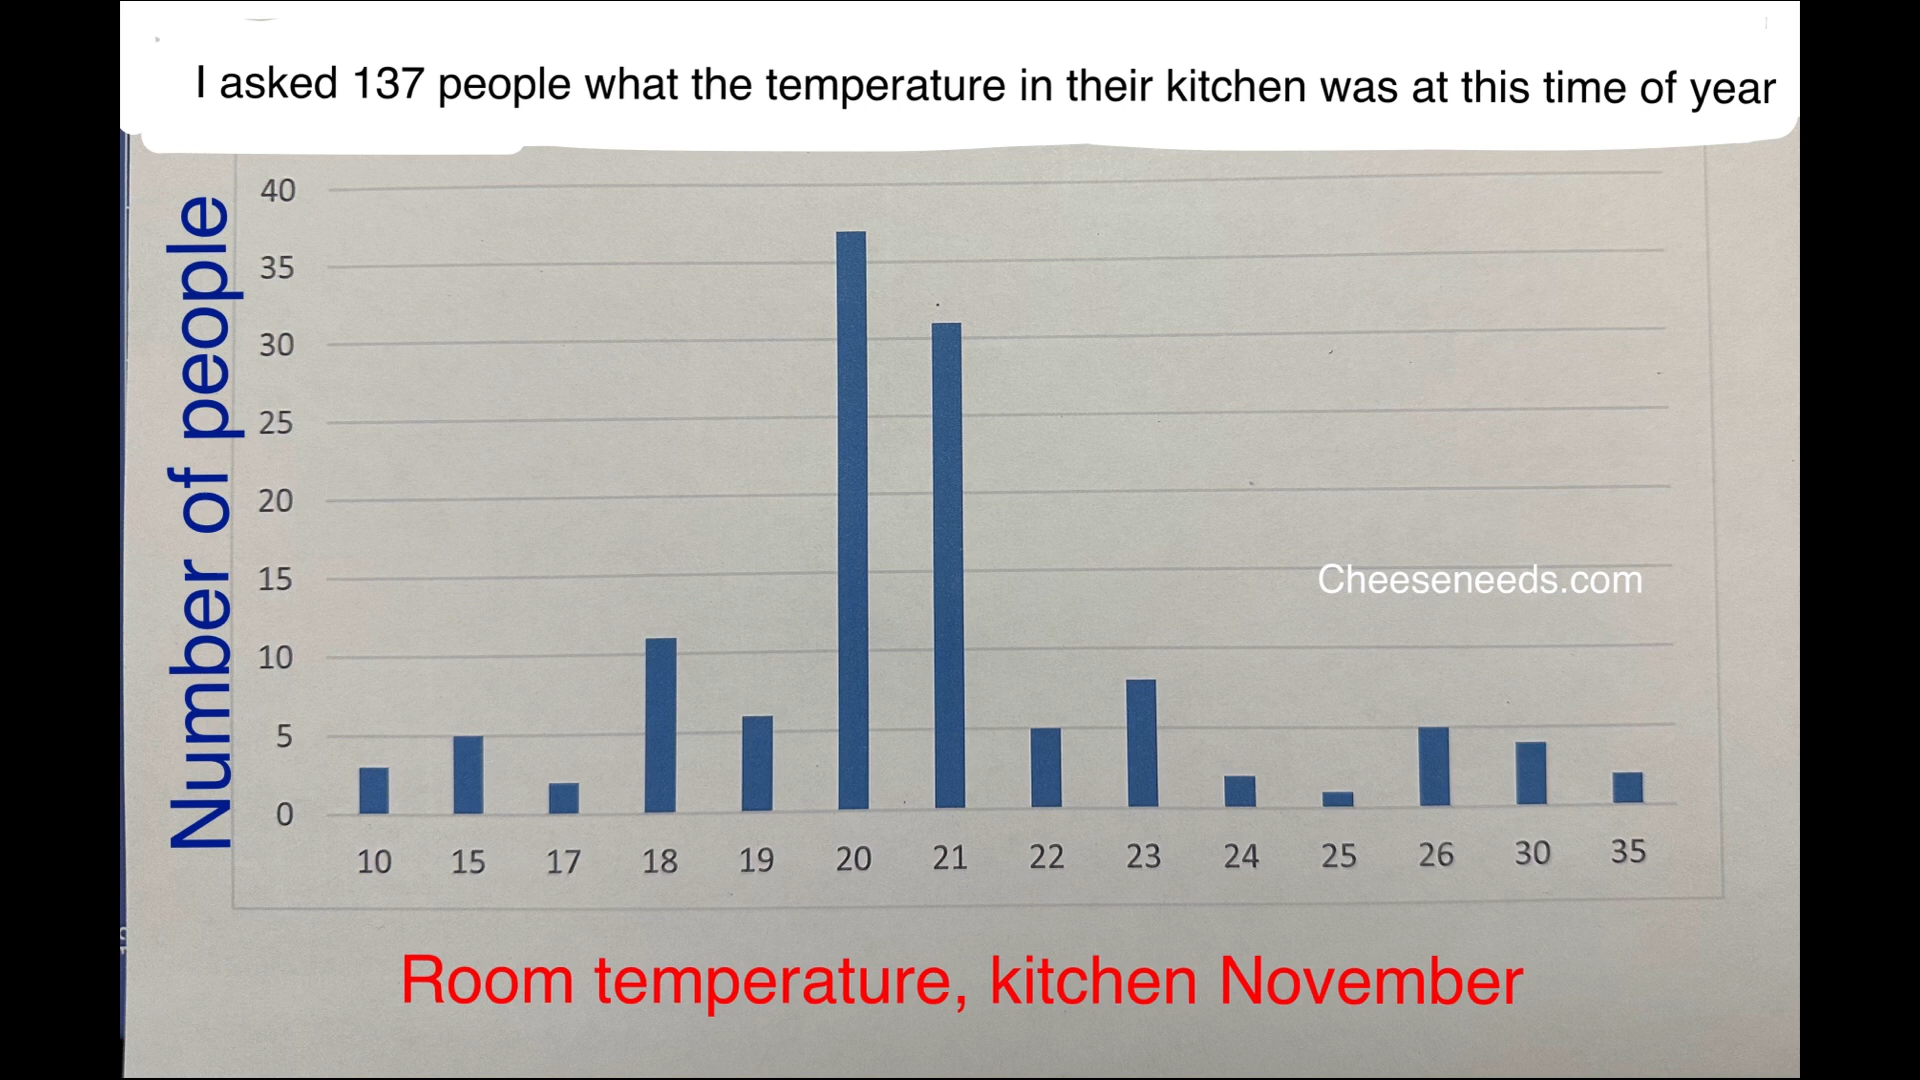 I asked 137 people what the temperature in their kitchen was at this time of year
Number of people
40
35
30
25
20
15
10
5
0
Cheeseneeds.com
10 15 17 18 19 20 21 22 23 24 25 26 30 35
Room temperature, kitchen November